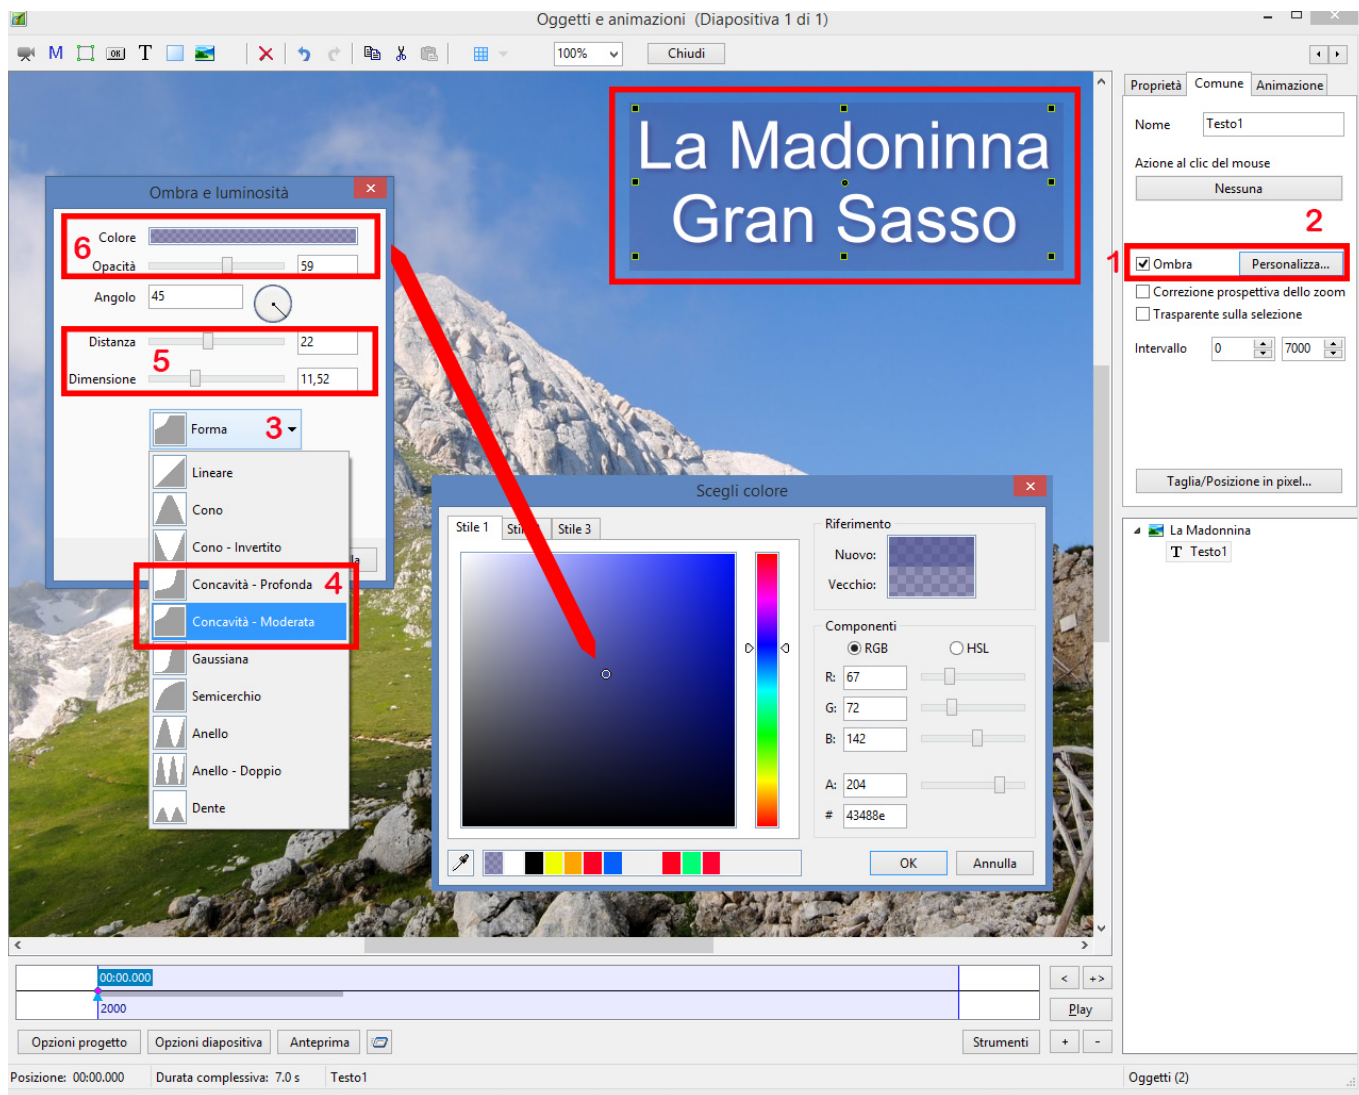 Oggetti e animazioni (Diapositiva 1 di 1)
M OK T 100% Chiudi
La Madoninna
Gran Sasso
Proprietà Comune Animazione
Nome Testo1
Azione al clic del mouse
Nessuna
2
1 Ombra Personalizza...
Correzione prospettiva dello zoom
Trasparente sulla selezione
Intervallo 0 7000
Taglia/Posizione in pixel...
La Madonnina
T Testo1
Oggetti (2)
Ombra e luminosità
Colore
6
Opacità 59
Angolo 45
Distanza 22
5
Dimensione 11,52
Forma 3
Lineare
Cono
Cono - Invertito
Concavità - Profonda 4
Concavità - Moderata
Gaussiana
Semicerchio
Anello
Anello - Doppio
Dente
Scegli colore
Stile 1 Stile 3
Riferimento
Nuovo:
Vecchio:
Componenti
RGB HSL
R: 67
G: 72
B: 142
A: 204
# 43488e
OK Annulla
00:00.000
2000
< +>
Play
Opzioni progetto Opzioni diapositiva Anteprima Strumenti + -
Posizione: 00:00.000 Durata complessiva: 7.0 s Testo1